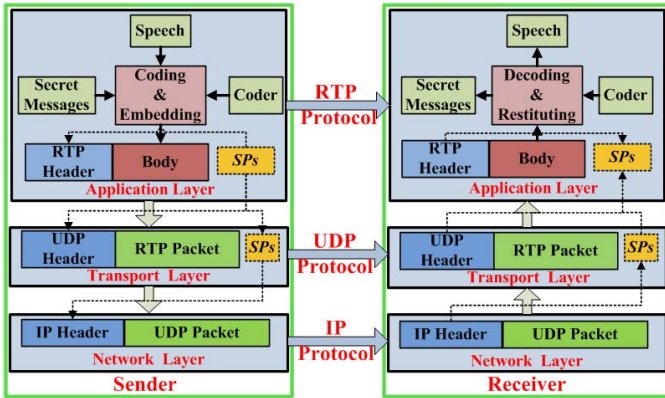 Speech
Secret
Messages
Coding
&
Embedding
Coder
RTP
Header
Body
SPs
Application Layer
UDP
Header
RTP Packet
SPs
Transport Layer
IP Header
UDP Packet
Network Layer
Sender
RTP
Protocol
UDP
Protocol
IP
Protocol
Speech
Secret
Messages
Decoding
&
Restituting
Coder
RTP
Header
Body
SPs
Application Layer
UDP
Header
RTP Packet
SPs
Transport Layer
IP Header
UDP Packet
Network Layer
Receiver